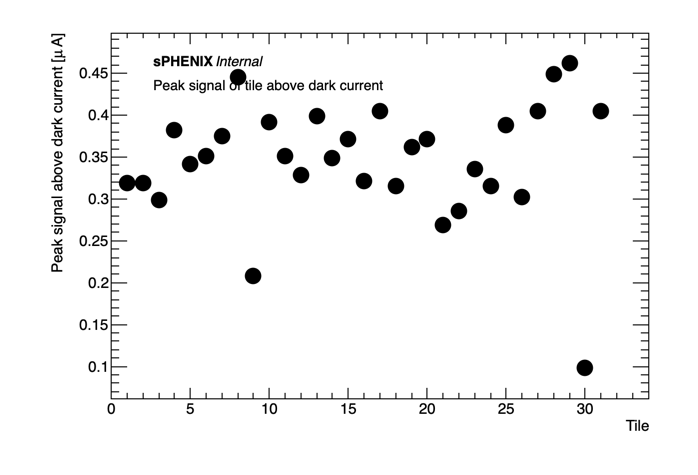 Peak signal above dark current [μA]
sPHENIX Internal
Peak signal of tile above dark current
0.45
0.4
0.35
0.3
0.25
0.2
0.15
0.1
0 5 10 15 20 25 30
Tile